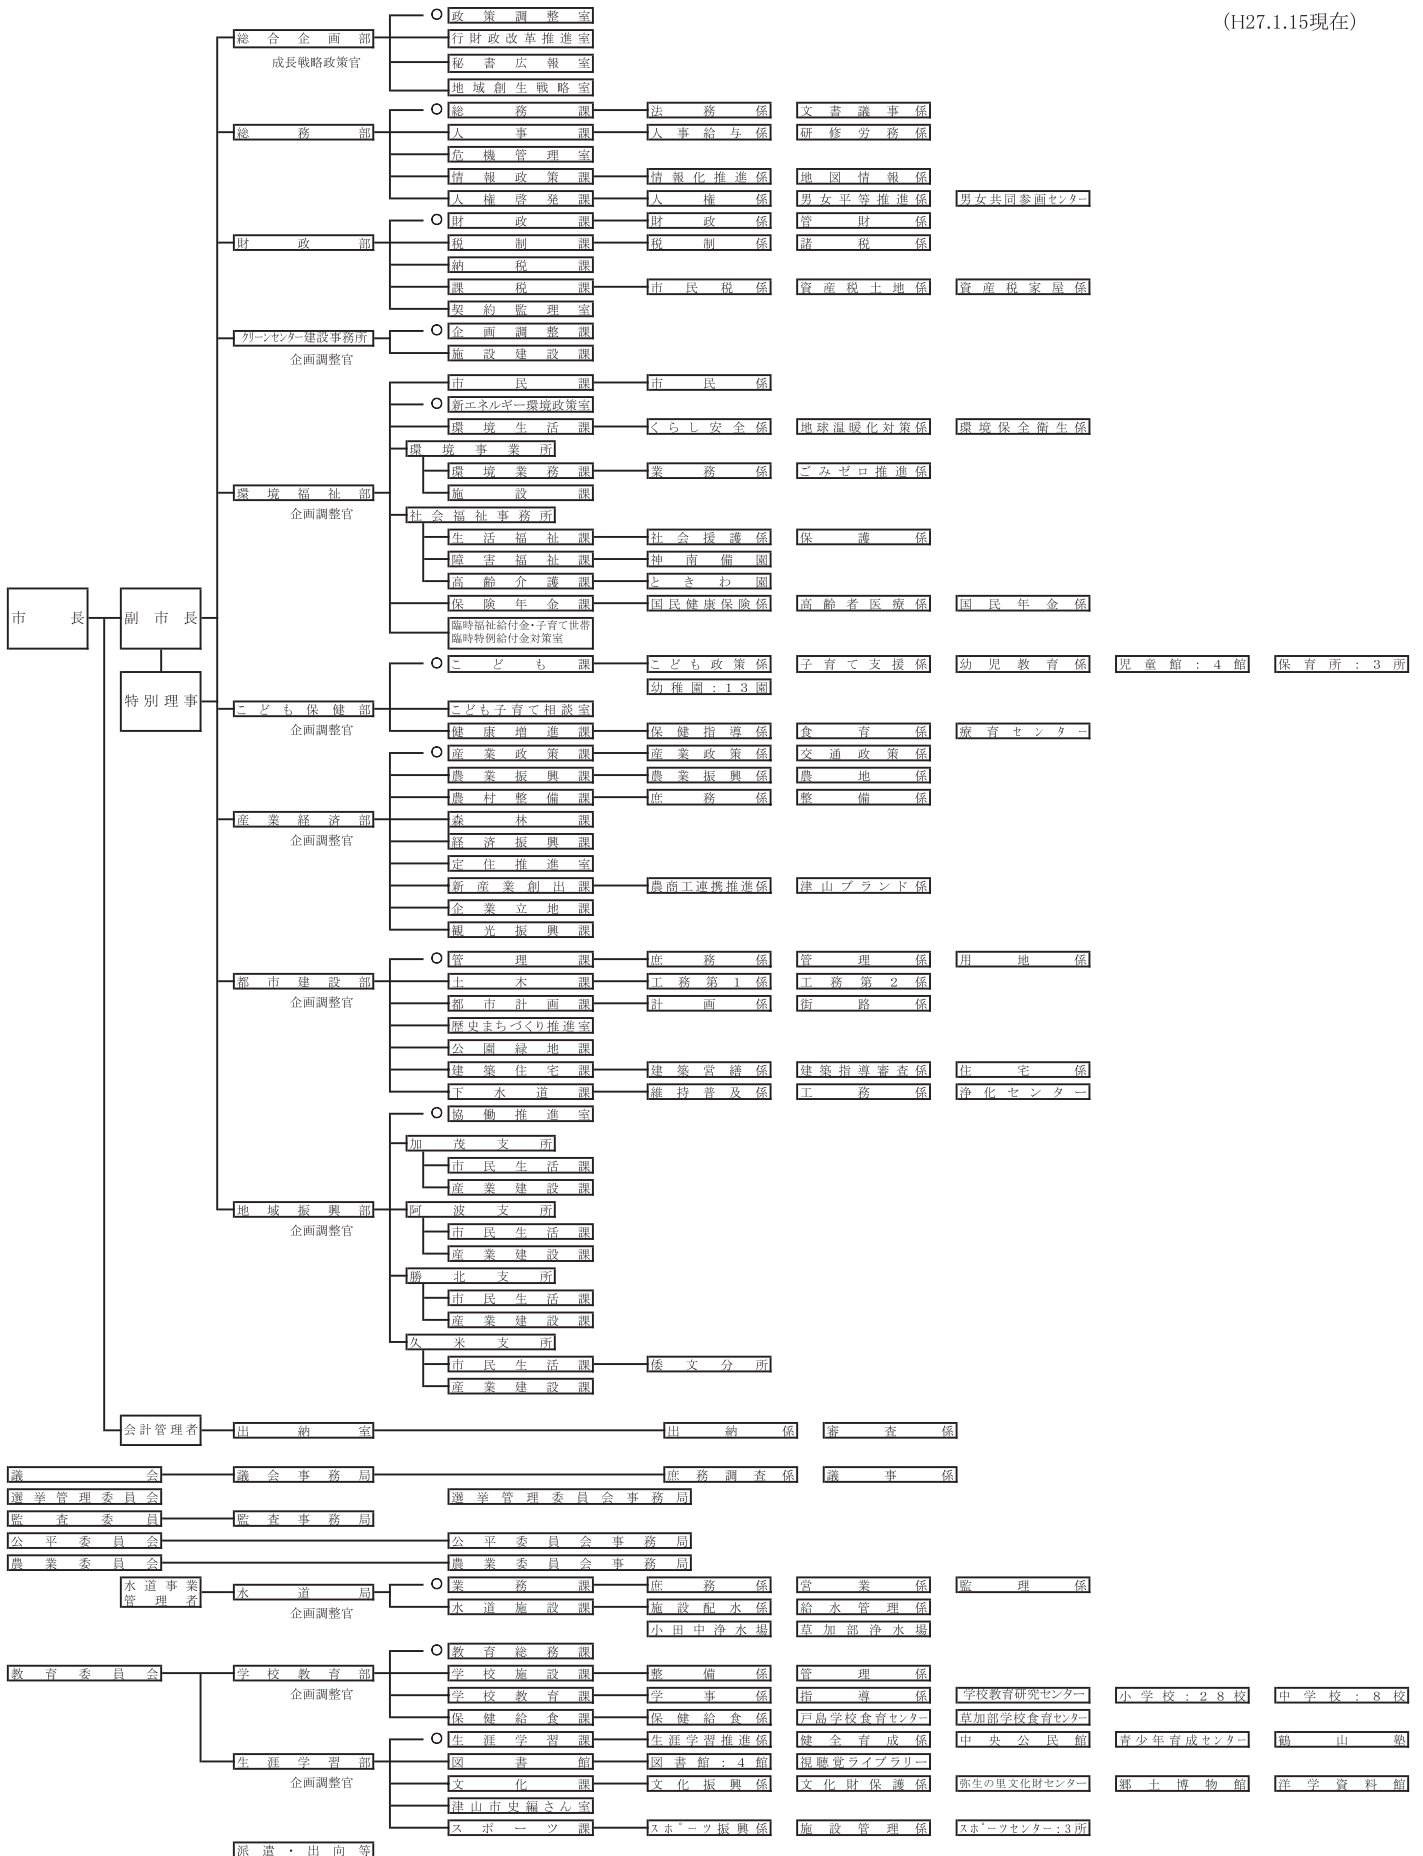 (H27.1.15現在)
○ 政策調整室
総合企画部 行財政改革推進室
成長戦略政策官 秘書広報室
地域創生戦略室
○ 総務課 法務係 文書議事係
総務部 人事課 人事給与係 研修労務係
危機管理室
情報政策課 情報化推進係 地図情報係
人権啓発課 人権係 男女平等推進係 男女共同参画センター
○ 財政課 財政係 管財係
財政部 税制課 税制係 諸税係
納税課
課税課 市民税係 資産税土地係 資産税家屋係
契約監理室
クリーンセンター建設事務所 ○ 企画調整課
企画調整官 施設建設課
市民課 市民係
○ 新エネルギー環境政策室
環境生活課 くらし安全係 地球温暖化対策係 環境保全衛生係
環境事業所
環境業務課 業務係 ごみゼロ推進係
環境福祉部 施設課
企画調整官 社会福祉事務所
生活福祉課 社会援護係 保護係
障害福祉課 神南備園
高齢介護課 ときわ園
保険年金課 国民健康保険係 高齢者医療係 国民年金係
市長 副市長
臨時福祉給付金・子育て世帯
臨時特例給付金対策室
○ こども課 こども政策係 子育て支援係 幼児教育係 児童館:4館 保育所:3所
幼稚園:13園
特別理事
こども保健部 こども子育て相談室
企画調整官 健康増進課 保健指導係 食育係 療育センター
○ 産業政策課 産業政策係 交通政策係
農業振興課 農業振興係 農地係
農村整備課 庶務係 整備係
産業経済部 森林課
企画調整官 経済振興課
定住推進室
新産業創出課 農商工連携推進係 津山ブランド係
企業立地課
観光振興課
○ 管理課 庶務係 管理係 用地係
都市建設部 土木課 工務第1係 工務第2係
企画調整官 都市計画課 計画係 街路係
歴史まちづくり推進室
公園緑地課
建築住宅課 建築営繕係 建築指導審査係 住宅係
下水道課 維持普及係 工務係 浄化センター
○ 協働推進室
加茂支所
市民生活課
産業建設課
地域振興部 阿波支所
企画調整官 市民生活課
産業建設課
勝北支所
市民生活課
産業建設課
久米支所
市民生活課 倭文分所
産業建設課
会計管理者 出納室 出納係 審査係
議会 議会事務局 庶務調査係 議事係
選挙管理委員会 選挙管理委員会事務局
監査委員 監査事務局
公平委員会 公平委員会事務局
農業委員会 農業委員会事務局
水道事業
管理者
水道局 ○ 業務課 庶務係 営業係 監理係
企画調整官 水道施設課 施設配水係 給水管理係
小田中浄水場 草加部浄水場
○ 教育総務課
教育委員会 学校教育部 学校施設課 整備係 管理係
企画調整官 学校教育課 学事係 指導係 学校教育研究センター 小学校:28校 中学校:8校
保健給食課 保健給食係 戸島学校食育センター 草加部学校食育センター
○ 生涯学習課 生涯学習推進係 健全育成係 中央公民館 青少年育成センター 鶴山塾
生涯学習部 図書館 図書館:4館 視聴覚ライブラリー
企画調整官 文化課 文化振興係 文化財保護係 弥生の里文化財センター 郷土博物館 洋学資料館
津山市史編さん室
スポーツ課 スポーツ振興係 施設管理係 スポーツセンター:3所
派遣・出向等